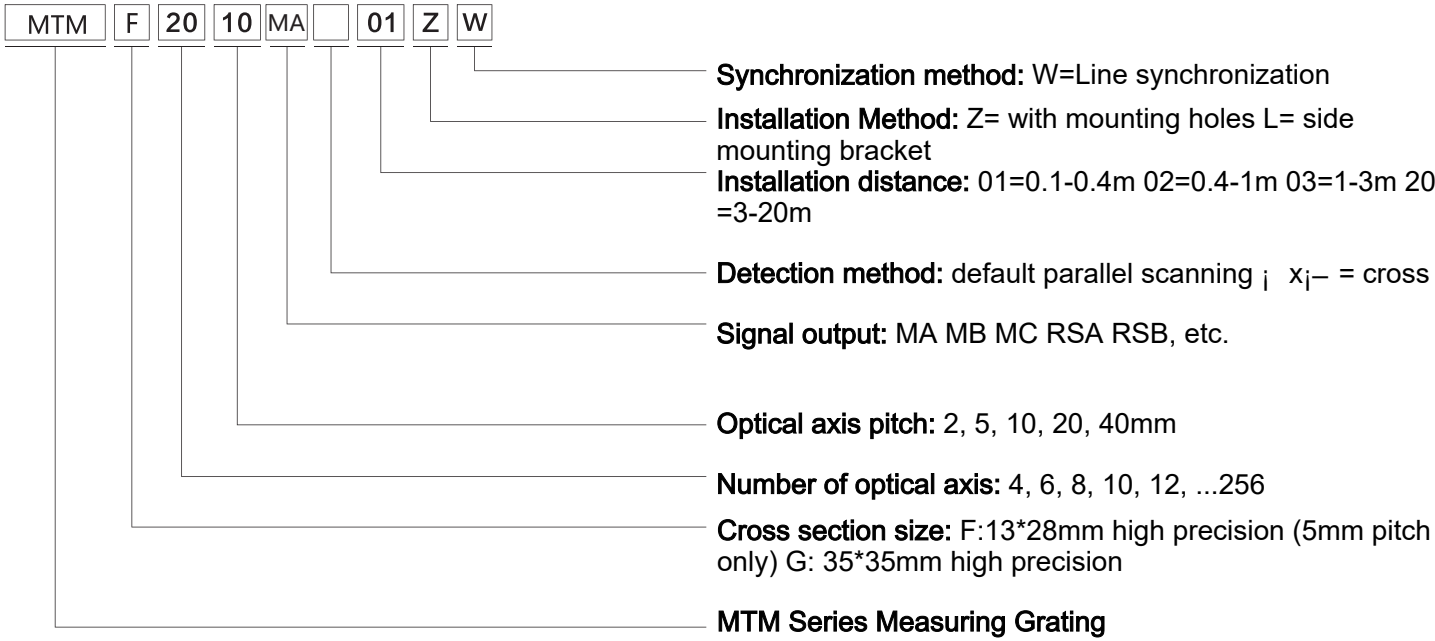 MTM F 20 10 MA 01 Z W
Synchronization method: W=Line synchronization
Installation Method: Z= with mounting holes L= side
mounting bracket
Installation distance: 01=0.1-0.4m 02=0.4-1m 03=1-3m 20
=3-20m
Detection method: default parallel scanning ¡ x¡– = cross
Signal output: MA MB MC RSA RSB, etc.
Optical axis pitch: 2, 5, 10, 20, 40mm
Number of optical axis: 4, 6, 8, 10, 12, ...256
Cross section size: F:13*28mm high precision (5mm pitch
only) G: 35*35mm high precision
MTM Series Measuring Grating